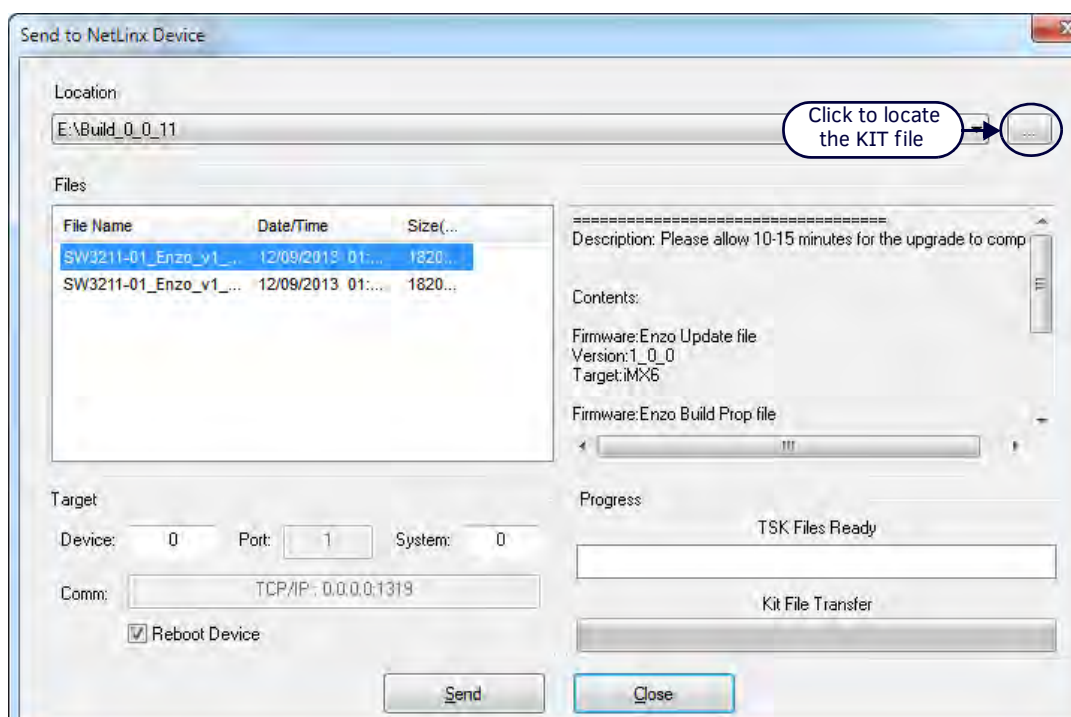 Send to NetLinx Device
Location
E:\Build_0_0_11
Click to locate
the KIT file
...
Files
File Name Date/Time Size(...
SW3211-01_Enzo_v1_... 12/09/2013 01:... 1820...
SW3211-01_Enzo_v1_... 12/09/2013 01:... 1820...
===================================
Description: Please allow 10-15 minutes for the upgrade to comp
Contents:
Firmware:Enzo Update file
Version:1_0_0
Target:iMX6
Firmware:Enzo Build Prop file
Target
Device: 0 Port: 1 System: 0
Comm: TCP/IP : 0.0.0.0:1319
Reboot Device
Progress
TSK Files Ready
Kit File Transfer
Send Close